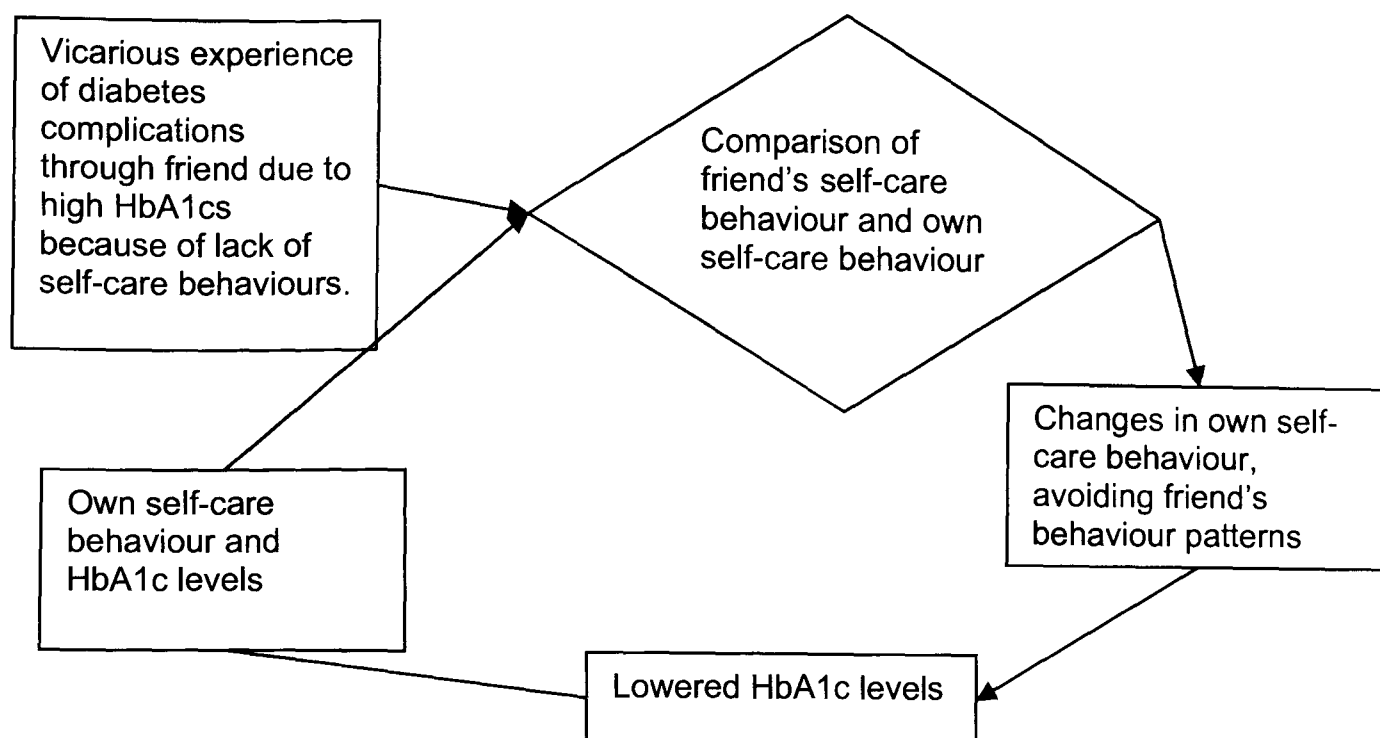 Vicarious experience
of diabetes
complications
through friend due to
high HbA1cs
because of lack of
self-care behaviours.
Comparison of
friend's self-care
behaviour and own
self-care behaviour
Changes in own self-
care behaviour,
avoiding friend's
behaviour patterns
Own self-care
behaviour and
HbA1c levels
Lowered HbA1c levels